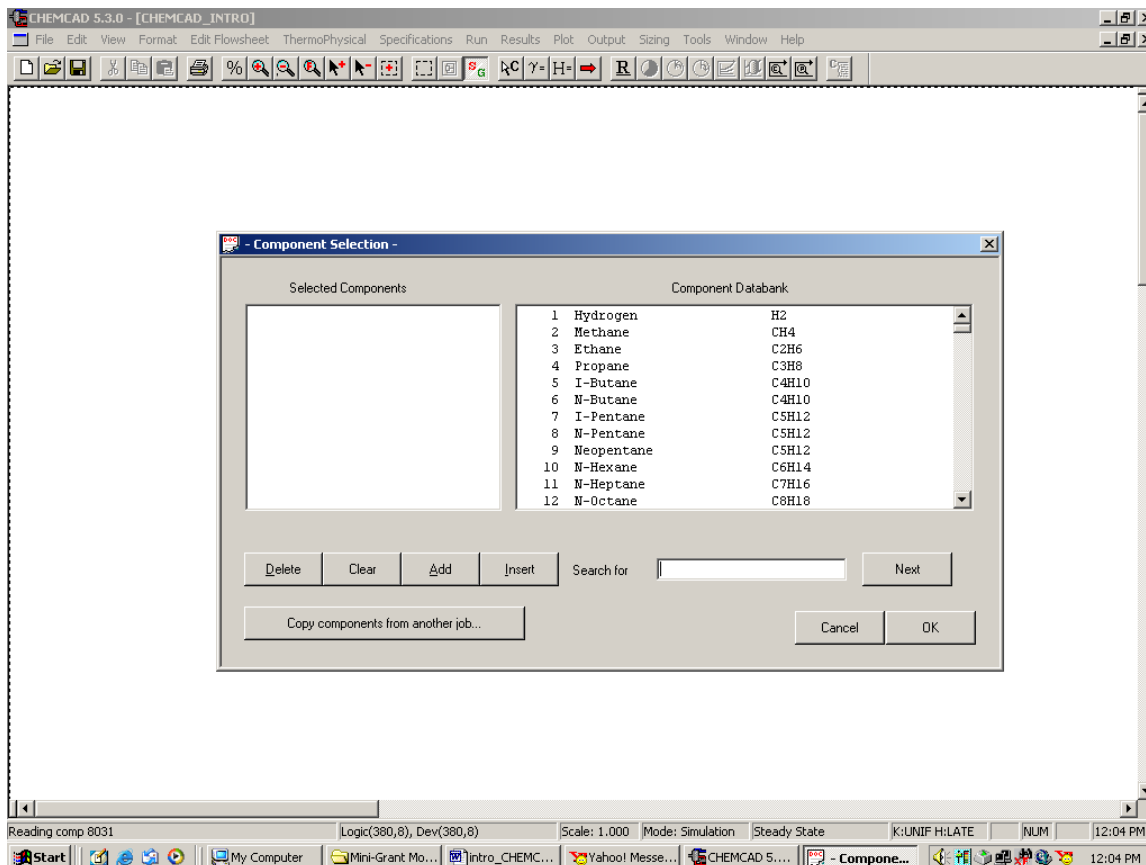 CHEMCAD 5.3.0 - [CHEMCAD_INTRO]
File Edit View Format Edit Flowsheet ThermoPhysical Specifications Run Results Plot Output Sizing Tools Window Help
% S G C γ= H= R
- Component Selection -
Selected Components Component Databank
1 Hydrogen H2
2 Methane CH4
3 Ethane C2H6
4 Propane C3H8
5 I-Butane C4H10
6 N-Butane C4H10
7 I-Pentane C5H12
8 N-Pentane C5H12
9 Neopentane C5H12
10 N-Hexane C6H14
11 N-Heptane C7H16
12 N-Octane C8H18
Delete Clear Add Insert Search for Next
Copy components from another job... Cancel OK
Reading comp 8031 Logic(380,8), Dev(380,8) Scale: 1.000 Mode: Simulation Steady State K:UNIF H:LATE NUM 12:04 PM
Start My Computer Mini-Grant Mo... intro_CHEMC... Yahoo! Messe... CHEMCAD 5.... - Compone... 12:04 PM